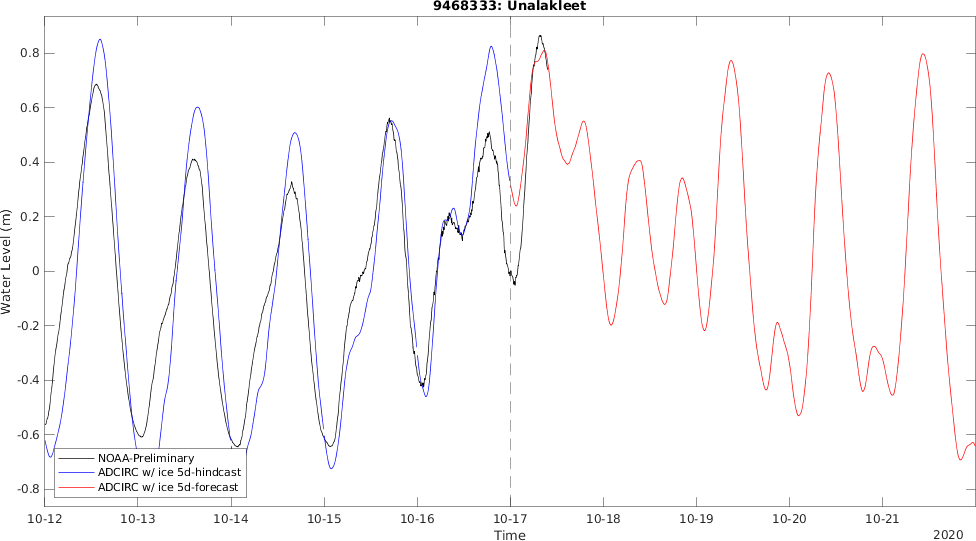 9468333: Unalakleet
Water Level (m)
0.8
0.6
0.4
0.2
0
-0.2
-0.4
-0.6
-0.8
NOAA-Preliminary
ADCIRC w/ ice 5d-hindcast
ADCIRC w/ ice 5d-forecast
10-12 10-13 10-14 10-15 10-16 10-17 10-18 10-19 10-20 10-21
Time
2020